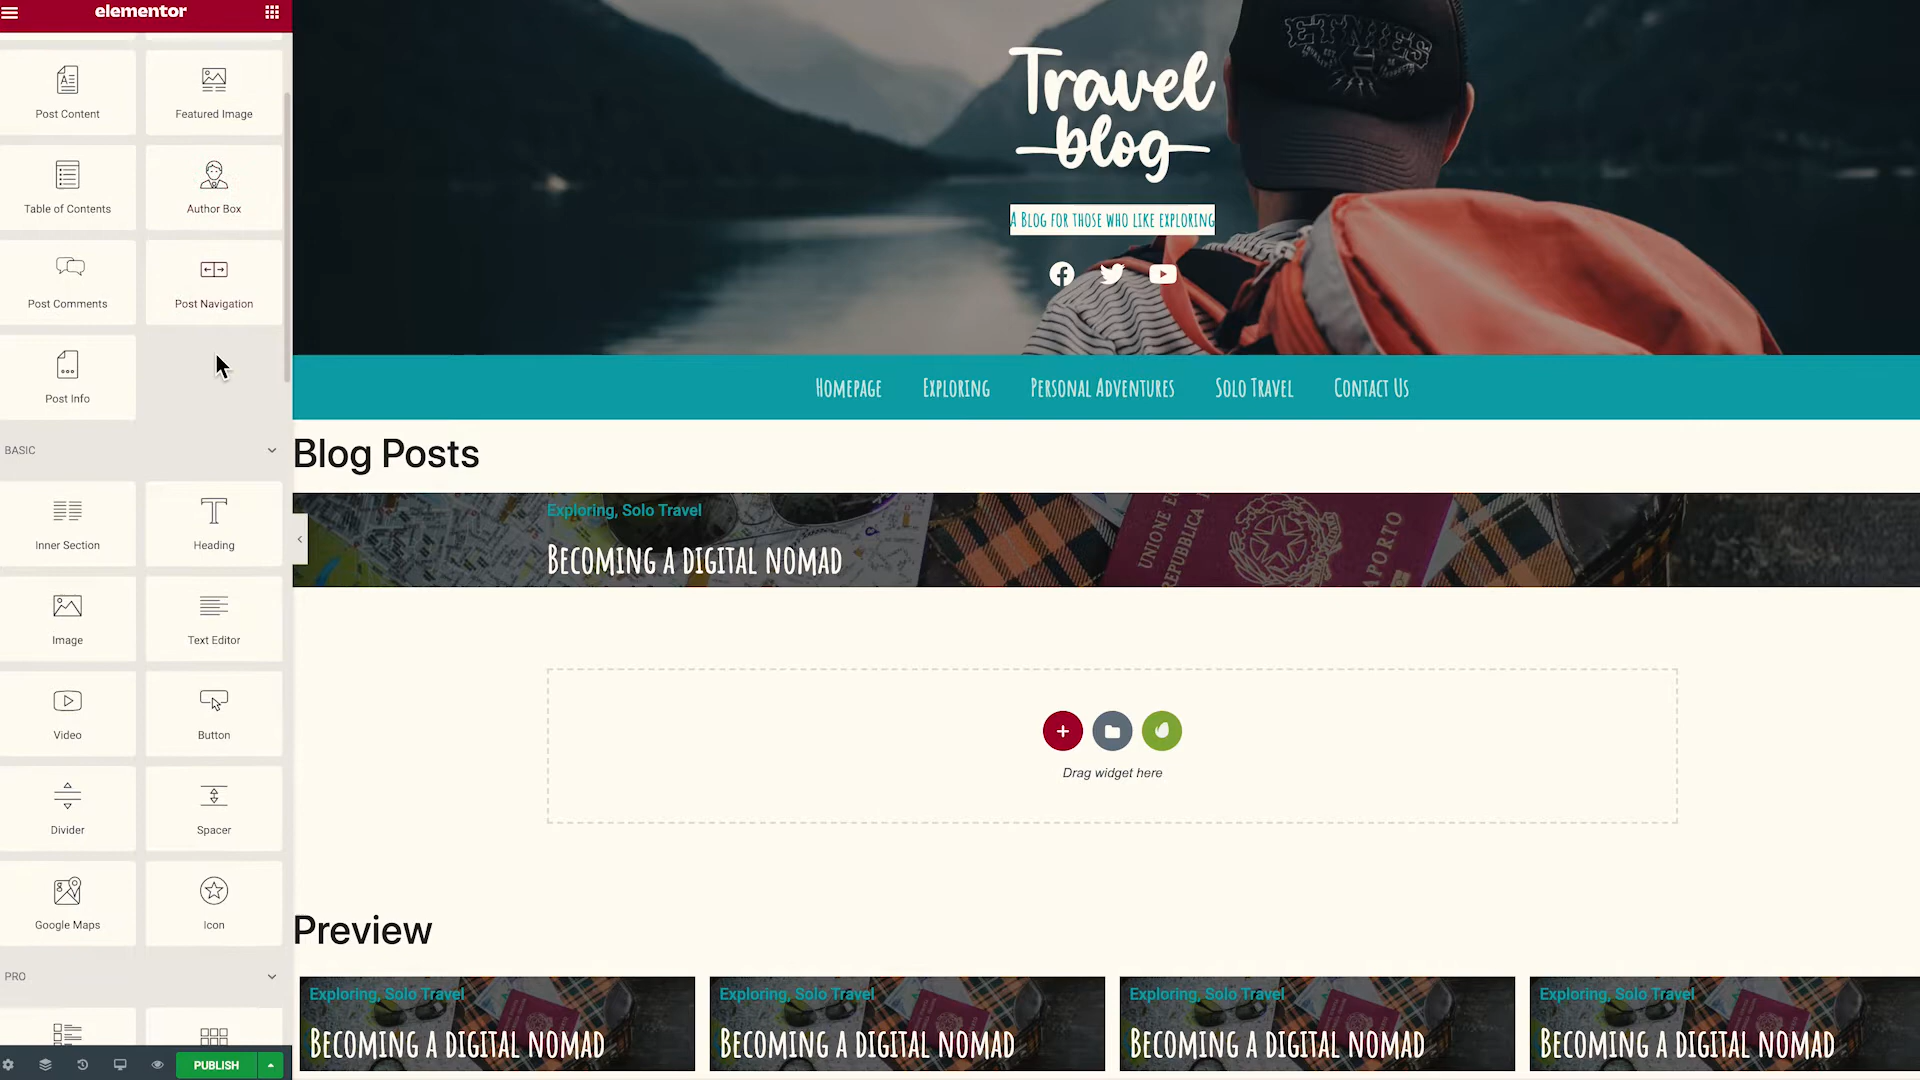 elementor
Post Content
Featured Image
Table of Contents
Author Box
Post Comments
Post Navigation
Post Info
BASIC
Inner Section
Heading
Image
Text Editor
Video
Button
Divider
Spacer
Google Maps
Icon
PRO
PUBLISH
ETNIES
Travel
blog
A Blog for those who like exploring
Homepage
Exploring
Personal Adventures
Solo Travel
Contact Us
Blog Posts
Exploring, Solo Travel
Becoming a digital nomad
UNIONE E
REPUBBLICA I
APORTO
Drag widget here
Preview
Exploring, Solo Travel
Becoming a digital nomad
Exploring, Solo Travel
Becoming a digital nomad
Exploring, Solo Travel
Becoming a digital nomad
Exploring, Solo Travel
Becoming a digital nomad